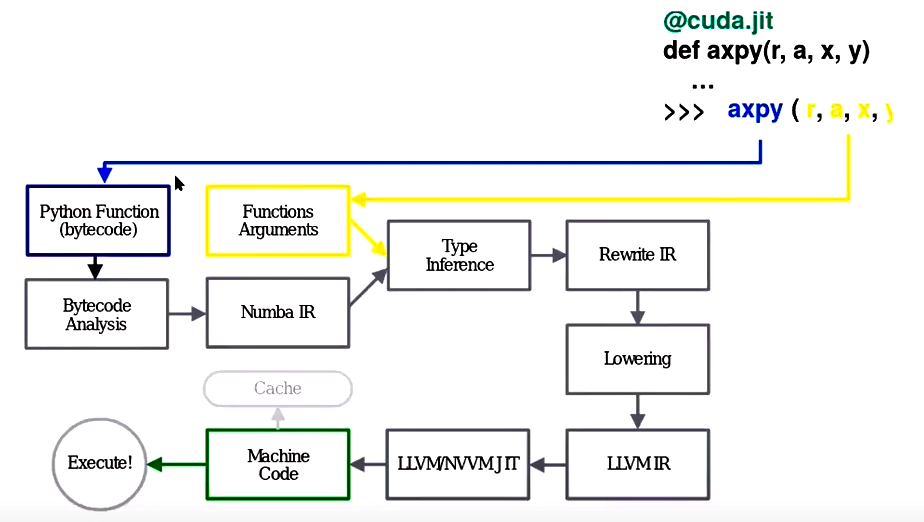 @cuda.jit
def axpy(r, a, x, y)
...
>>> axpy ( r, a, x,
Python Function
(bytecode)
Functions
Arguments
Type
Inference
Rewrite IR
Bytecode
Analysis
Numba IR
Lowering
Cache
Execute!
Machine
Code
LLVM/NVVM JIT
LLVM IR